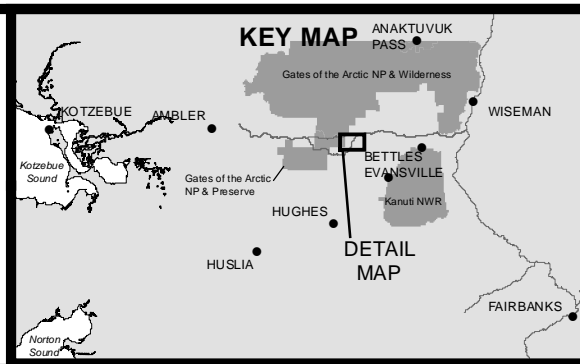 KEY MAP
ANAKTUVUK
PASS
Gates of the Arctic NP & Wilderness
WISEMAN
KOTZEBUE
AMBLER
Kotzebue
Sound
BETTLES
EVANSVILLE
Gates of the Arctic
NP & Preserve
Kanuti NWR
HUGHES
DETAIL
MAP
HUSLIA
FAIRBANKS
Norton
Sound